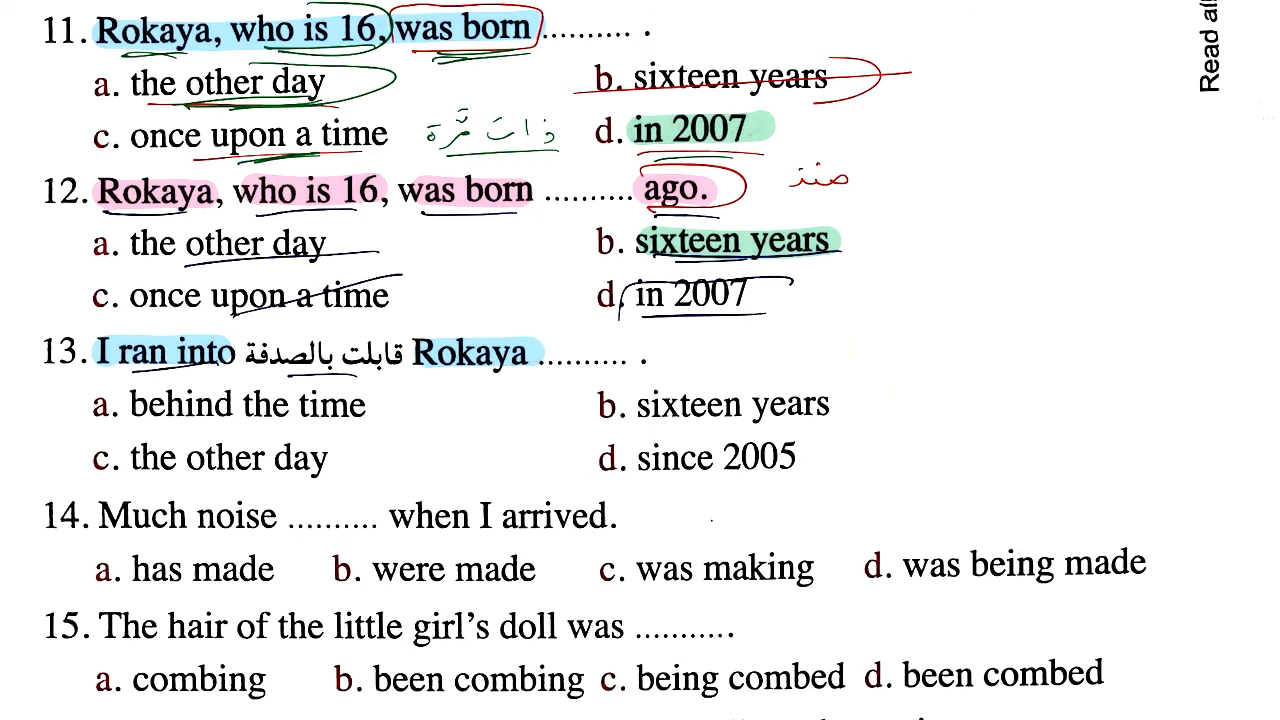 11. Rokaya, who is 16, was born .......... .
a. the other day b. sixteen years
c. once upon a time ذات مَّرة d. in 2007
12. Rokaya, who is 16, was born .......... ago. منذ
a. the other day b. sixteen years
c. once upon a time d. in 2007
13. I ran into قابلت بالصدفة Rokaya .......... .
a. behind the time b. sixteen years
c. the other day d. since 2005
14. Much noise .......... when I arrived.
a. has made b. were made c. was making d. was being made
15. The hair of the little girl's doll was ...........
a. combing b. been combing c. being combed d. been combed
Read all